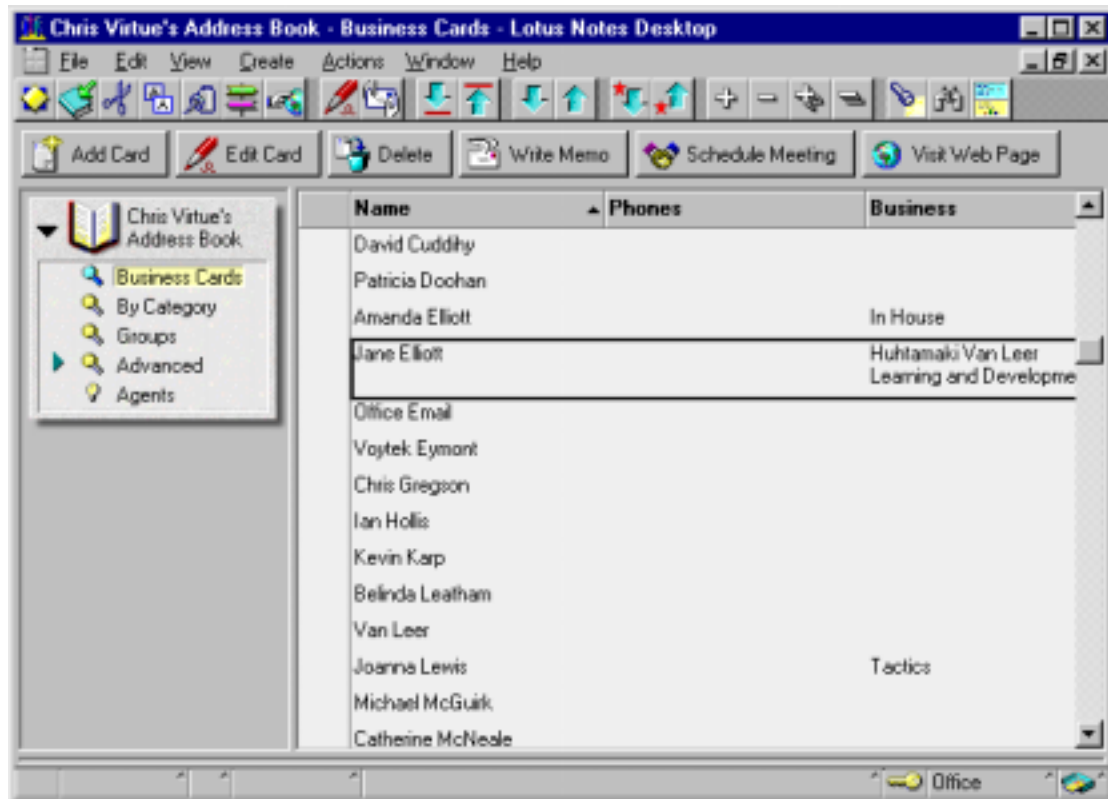 Chris Virtue's Address Book - Business Cards - Lotus Notes Desktop
File Edit View Create Actions Window Help
Add Card Edit Card Delete Write Memo Schedule Meeting Visit Web Page
Chris Virtue's
Address Book
Business Cards
By Category
Groups
Advanced
Agents
Name Phones Business
David Cuddihy
Patricia Doohan
Amanda Elliott In House
Jane Elliott Huhtamaki Van Leer
Learning and Developme
Office Email
Voytek Eymont
Chris Gregson
Ian Hollis
Kevin Karp
Belinda Leatham
Van Leer
Joanna Lewis Tactics
Michael McGuirk
Catherine McNeale
Office